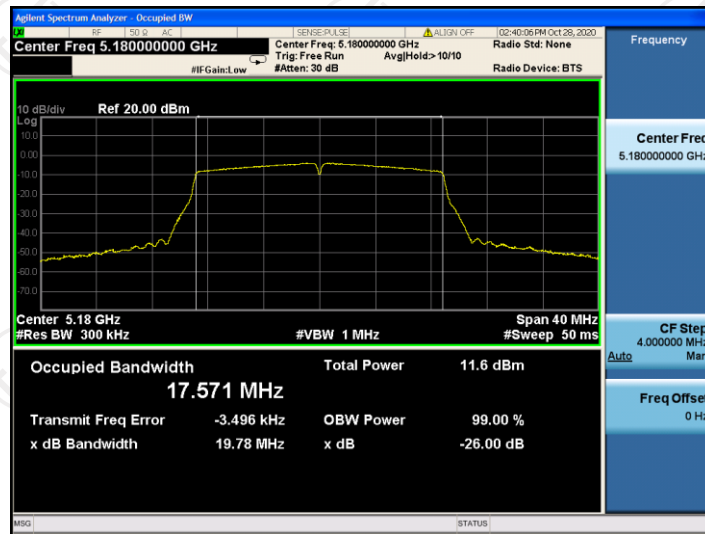 Agilent Spectrum Analyzer - Occupied BW
RF 50 Ω AC SENSE:PULSE ALIGN OFF 02:40:06 PM Oct 28, 2020
Center Freq 5.180000000 GHz
Center Freq: 5.180000000 GHz
Radio Std: None
Trig: Free Run Avg|Hold:> 10/10
#IFGain:Low
#Atten: 30 dB
Radio Device: BTS
Frequency
10 dB/div Ref 20.00 dBm
Log
10.0
0.00
-10.0
-20.0
-30.0
-40.0
-50.0
-60.0
-70.0
Center Freq
5.180000000 GHz
Center 5.18 GHz Span 40 MHz
#Res BW 300 kHz #VBW 1 MHz #Sweep 50 ms
CF Step
4.000000 MHz
Auto Man
Occupied Bandwidth Total Power 11.6 dBm
17.571 MHz
Transmit Freq Error -3.496 kHz OBW Power 99.00 %
x dB Bandwidth 19.78 MHz x dB -26.00 dB
Freq Offset
0 Hz
MSG STATUS